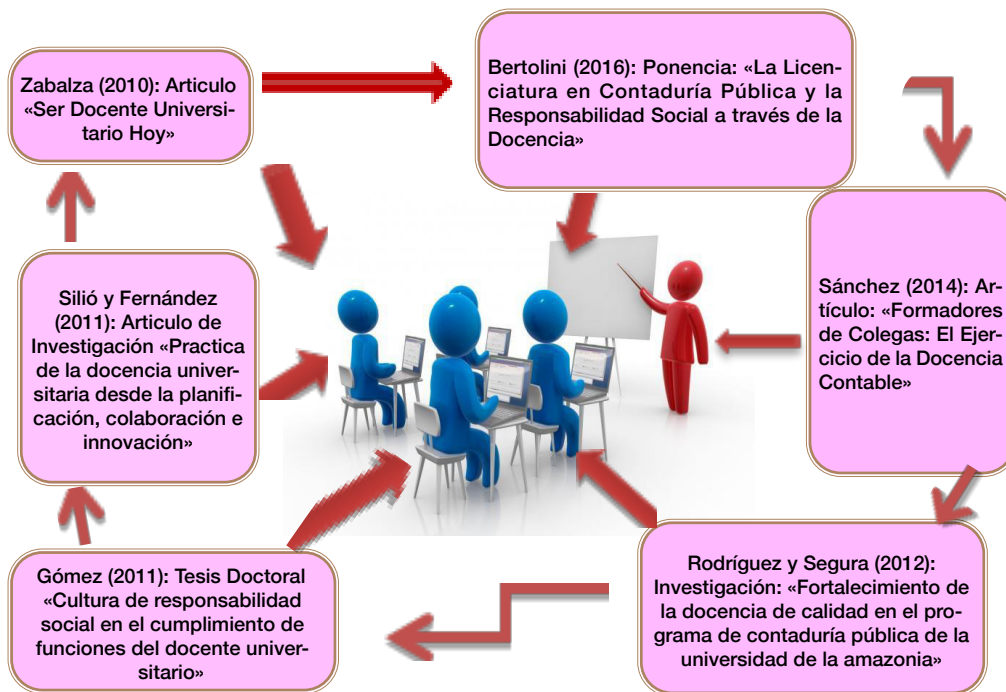 Zabalza (2010): Articulo
«Ser Docente Universi-
tario Hoy»
Bertolini (2016): Ponencia: «La Licen-
ciatura en Contaduría Pública y la
Responsabilidad Social a través de la
Docencia»
Sánchez (2014): Ar-
tículo: «Formadores
de Colegas: El Ejer-
cicio de la Docencia
Contable»
Rodríguez y Segura (2012):
Investigación: «Fortalecimiento de
la docencia de calidad en el pro-
grama de contaduría pública de la
universidad de la amazonia»
Gómez (2011): Tesis Doctoral
«Cultura de responsabilidad
social en el cumplimiento de
funciones del docente univer-
sitario»
Silió y Fernández
(2011): Articulo de
Investigación «Practica
de la docencia univer-
sitaria desde la planifi-
cación, colaboración e
innovación»